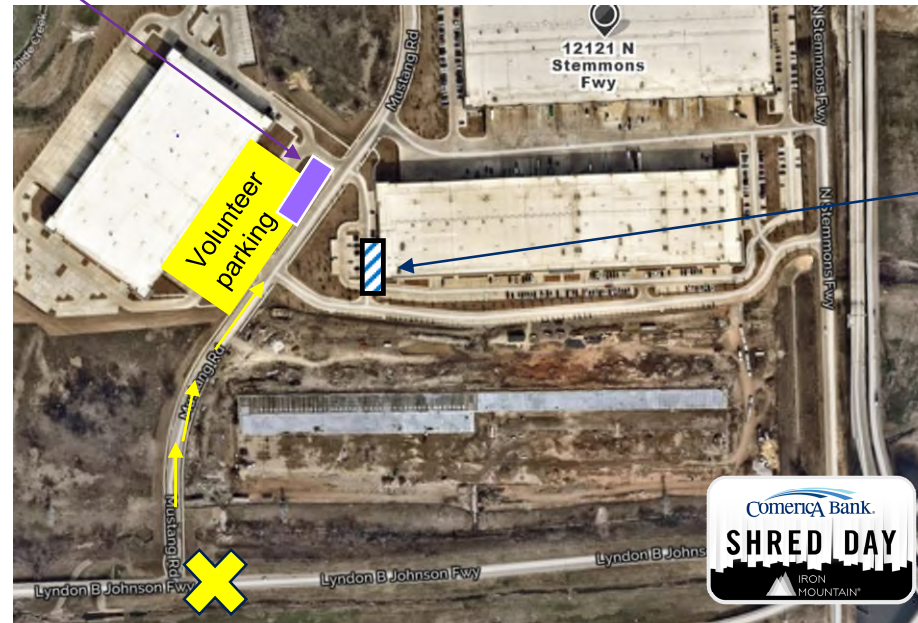 Mustang Rd
12121 N
Stemmons
Fwy
N Stemmons Fwy
Volunteer
parking
N Stemmons Fwy
Mustang Rd
Mustang Rd
Lyndon B Johnson Fwy
Lyndon B Johnson Fwy
Lyndon B Johns
Comerica Bank.
SHRED DAY
IRON
MOUNTAIN®